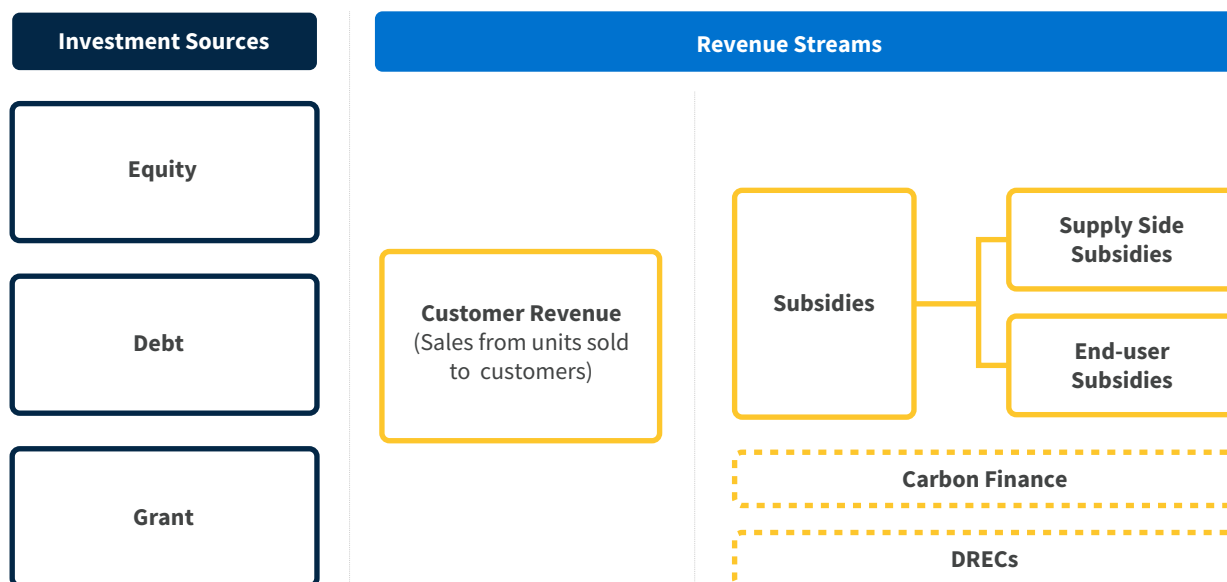 Investment Sources
Revenue Streams
Equity
Debt
Grant
Customer Revenue
(Sales from units sold
to customers)
Subsidies
Supply Side
Subsidies
End-user
Subsidies
Carbon Finance
DRECs